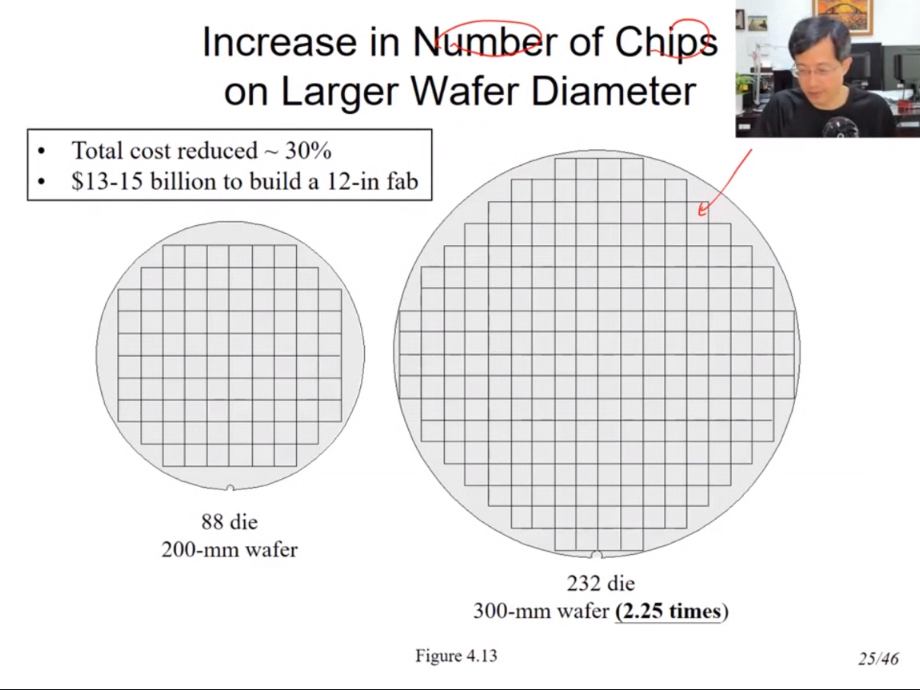 Increase in Number of Chips
on Larger Wafer Diameter
• Total cost reduced ~ 30%
• $13-15 billion to build a 12-in fab
88 die
200-mm wafer
232 die
300-mm wafer (2.25 times)
Figure 4.13
25/46